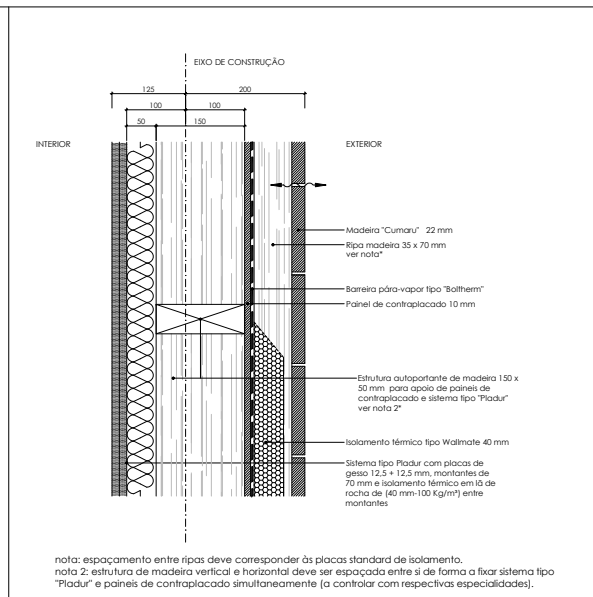 EIXO DE CONSTRUÇÃO
125
200
100
100
50
150
INTERIOR
EXTERIOR
Madeira "Cumaru" 22 mm
Ripa madeira 35 x 70 mm
ver nota*
Barreira pára-vapor tipo "Boltherm"
Painel de contraplacado 10 mm
Estrutura autoportante de madeira 150 x
50 mm para apoio de paineis de
contraplacado e sistema tipo "Pladur"
ver nota 2*
Isolamento térmico tipo Wallmate 40 mm
Sistema tipo Pladur com placas de
gesso 12,5 + 12,5 mm, montantes de
70 mm e isolamento térmico em lã de
rocha de (40 mm-100 Kg/m³) entre
montantes
nota: espaçamento entre ripas deve corresponder às placas standard de isolamento.
nota 2: estrutura de madeira vertical e horizontal deve ser espaçada entre si de forma a fixar sistema tipo
"Pladur" e paineis de contraplacado simultaneamente (a controlar com respectivas especialidades).